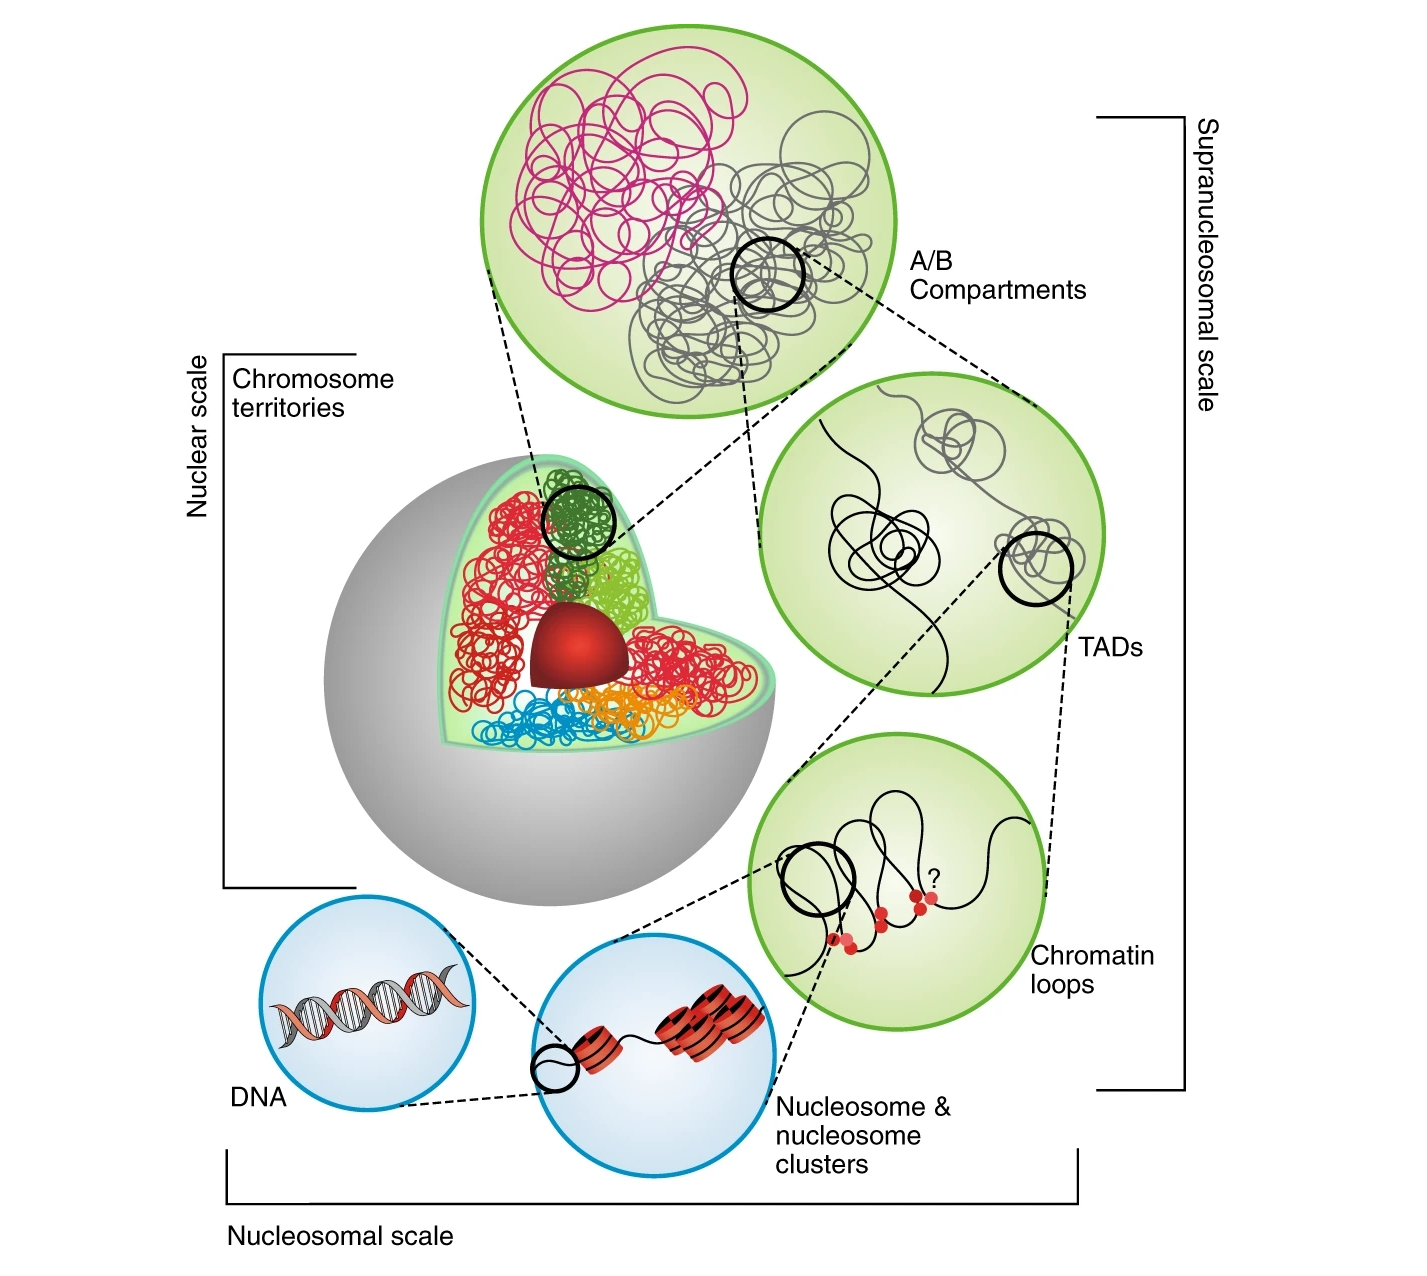 A/B
Compartments
Supranucleosomal scale
Nuclear scale
Chromosome
territories
TADs
?
Chromatin
loops
DNA
Nucleosome &
nucleosome
clusters
Nucleosomal scale